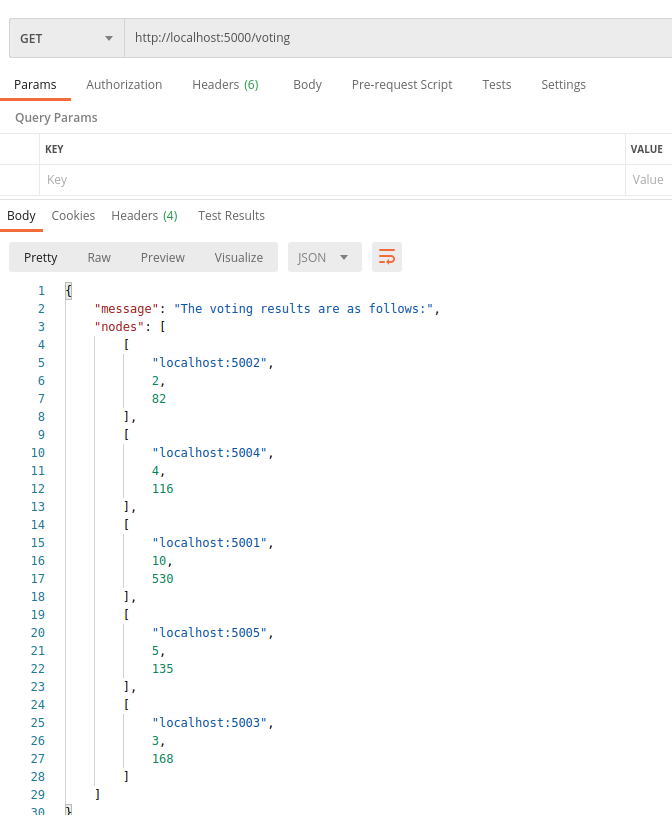 GET http://localhost:5000/voting
Params Authorization Headers (6) Body Pre-request Script Tests Settings
Query Params
KEY VALUE
Key Value
Body Cookies Headers (4) Test Results
Pretty Raw Preview Visualize JSON
1 {
2 "message": "The voting results are as follows:",
3 "nodes": [
4 [
5 "localhost:5002",
6 2,
7 82
8 ],
9 [
10 "localhost:5004",
11 4,
12 116
13 ],
14 [
15 "localhost:5001",
16 10,
17 530
18 ],
19 [
20 "localhost:5005",
21 5,
22 135
23 ],
24 [
25 "localhost:5003",
26 3,
27 168
28 ]
29 ]
30 }